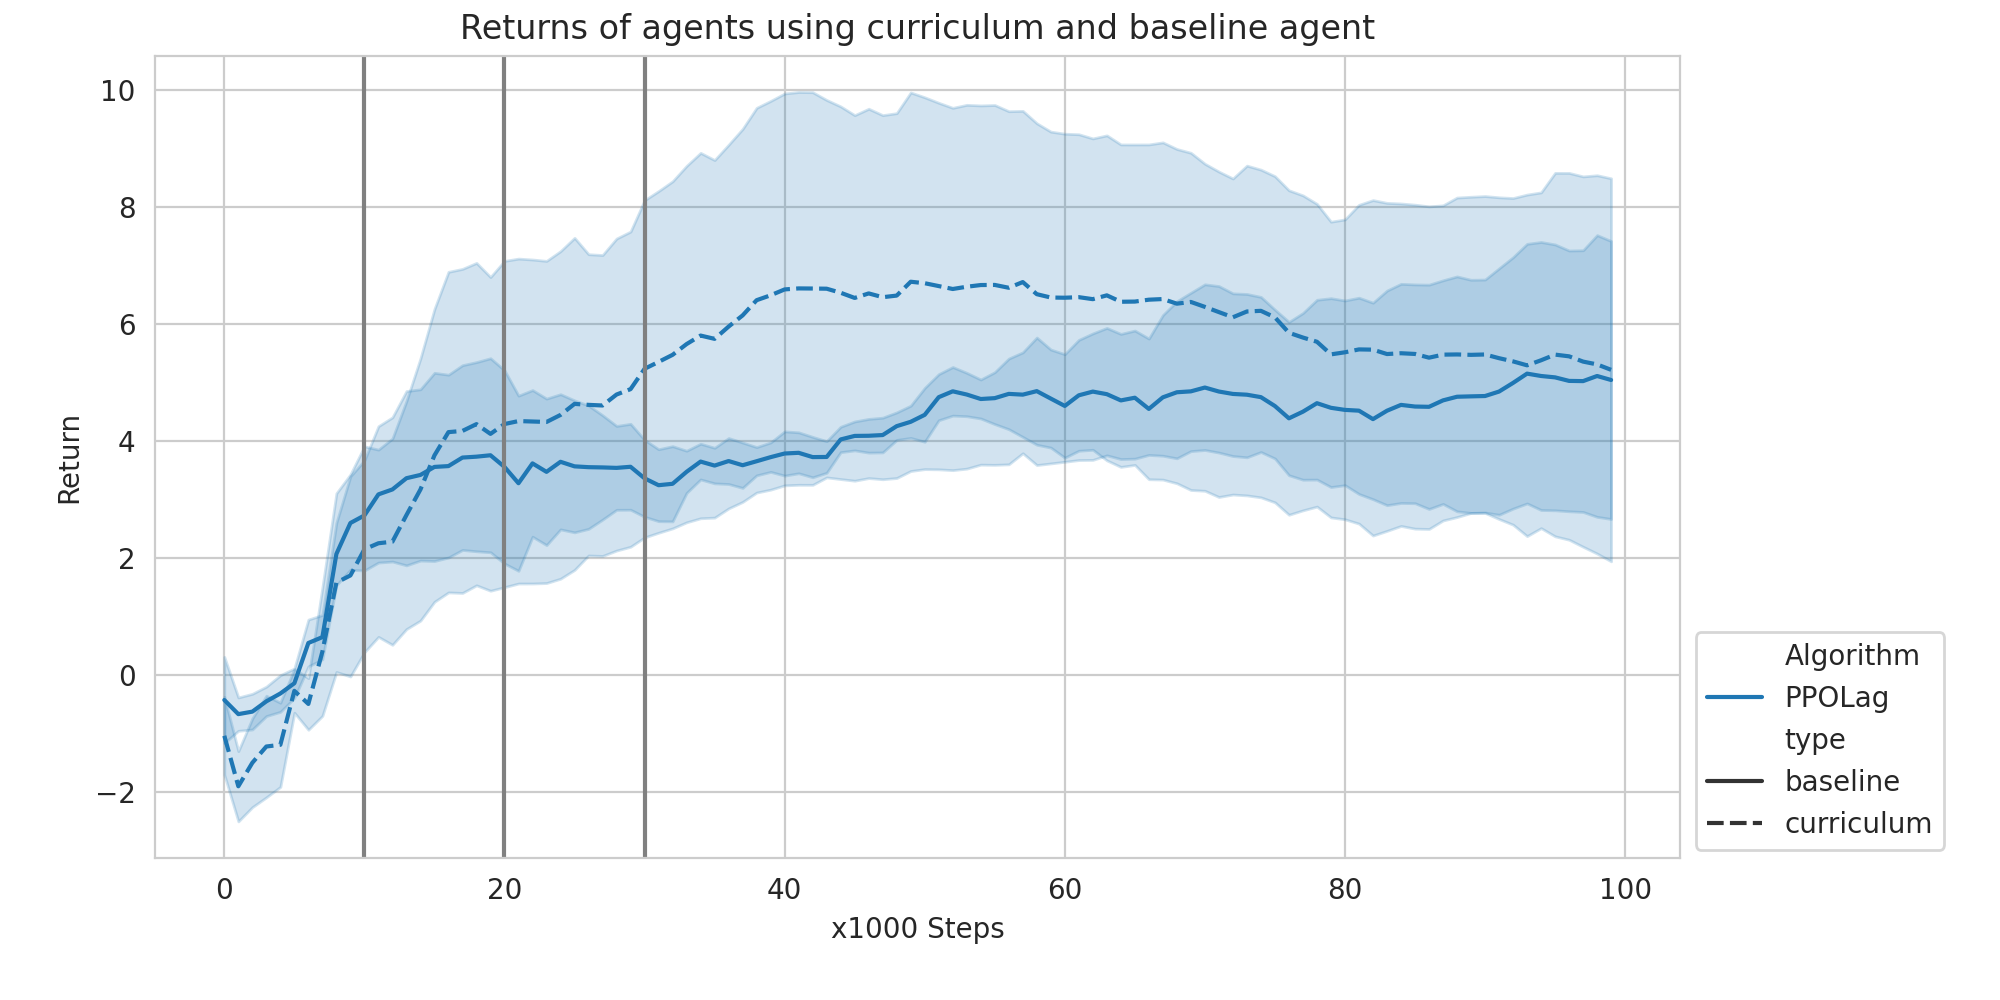 Returns of agents using curriculum and baseline agent
10
8
6
4
2
0
−2
Return
0
20
40
60
80
100
x1000 Steps
Algorithm
PPOLag
type
baseline
curriculum